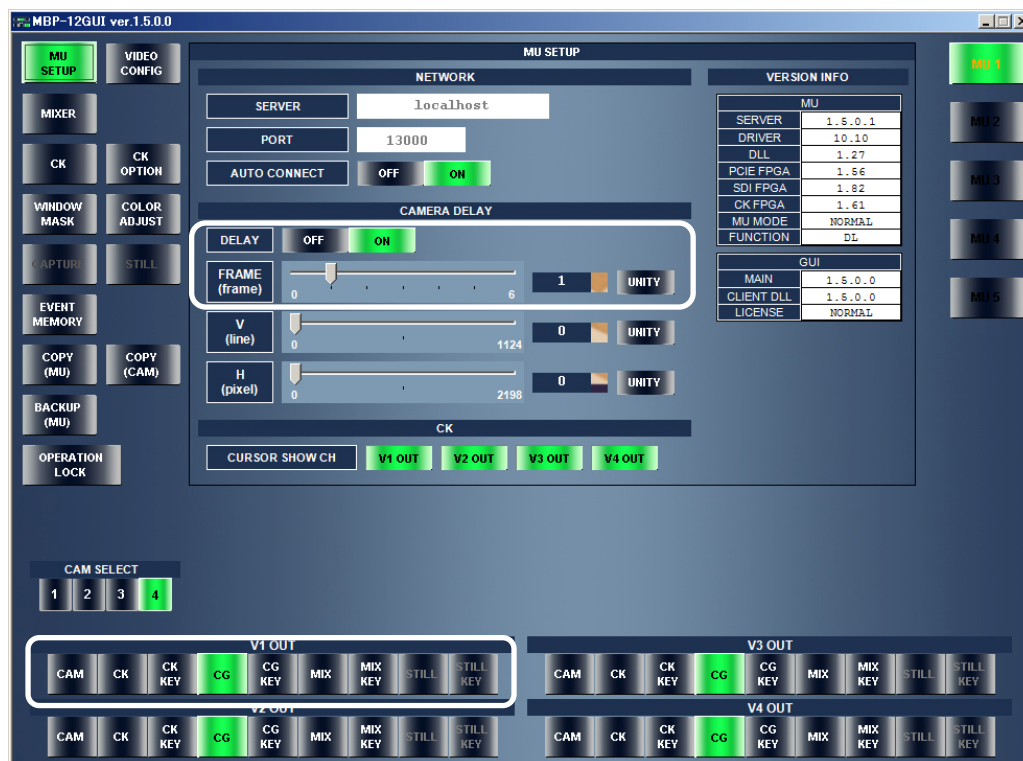 MBP-12GUI ver.1.5.0.0
MU SETUP
VIDEO CONFIG
MIXER
CK
CK OPTION
WINDOW MASK
COLOR ADJUST
CAPTURE
STILL
EVENT MEMORY
COPY (MU)
COPY (CAM)
BACKUP (MU)
OPERATION LOCK
MU SETUP
NETWORK
SERVER localhost
PORT 13000
AUTO CONNECT OFF ON
CAMERA DELAY
DELAY OFF ON
FRAME (frame) 0 6 1 UNITY
V (line) 0 1124 0 UNITY
H (pixel) 0 2198 0 UNITY
CK
CURSOR SHOW CH V1 OUT V2 OUT V3 OUT V4 OUT
VERSION INFO
MU
SERVER 1.5.0.1
DRIVER 10.10
DLL 1.27
PCIE FPGA 1.56
SDI FPGA 1.82
CK FPGA 1.61
MU MODE NORMAL
FUNCTION DL
GUI
MAIN 1.5.0.0
CLIENT DLL 1.5.0.0
LICENSE NORMAL
MU 1
MU 2
MU 3
MU 4
MU 5
CAM SELECT
1 2 3 4
V1 OUT
CAM CK CK KEY CG CG KEY MIX MIX KEY STILL STILL KEY
V2 OUT
CAM CK CK KEY CG CG KEY MIX MIX KEY STILL STILL KEY
V3 OUT
CAM CK CK KEY CG CG KEY MIX MIX KEY STILL STILL KEY
V4 OUT
CAM CK CK KEY CG CG KEY MIX MIX KEY STILL STILL KEY